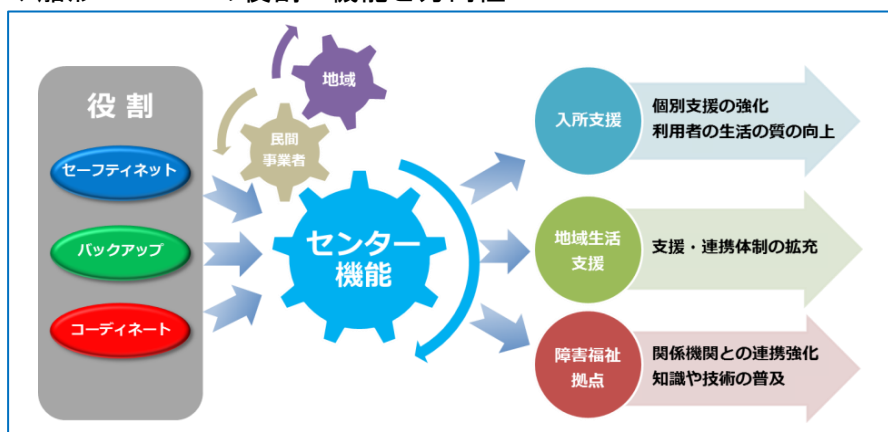 役割
セーフティネット
バックアップ
コーディネート
地域
民間
事業者
センター
機能
入所支援
個別支援の強化
利用者の生活の質の向上
地域生活
支援
支援・連携体制の拡充
障害福祉
拠点
関係機関との連携強化
知識や技術の普及